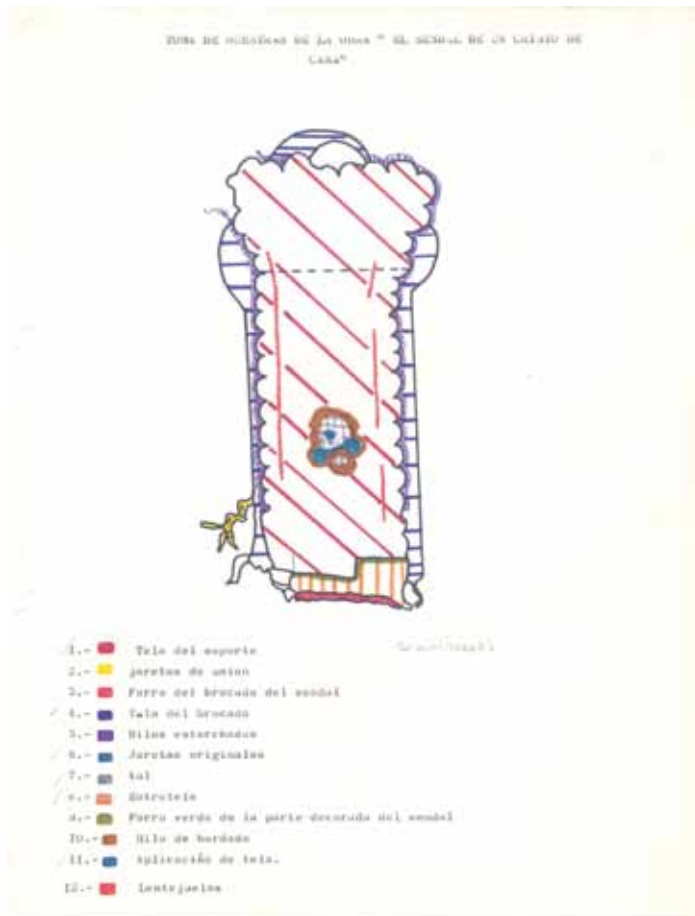 ZONA DE MUESTRAS DE LA OBRA " EL SENDAL DE UN CRISTO DE
CAÑA"
1.- Tela del soporte
2.- jaretas de union
3.- Forro del brocado del sendal
4.- Tela del brocado
5.- Hilos entorchados
6.- Jaretas originales
7.- tul
8.- Entretela
9.- Forro verde de la parte decorada del sendal
10.- Hilo de bordado
11.- Aplicación de tela.
12.- Lentejuelas